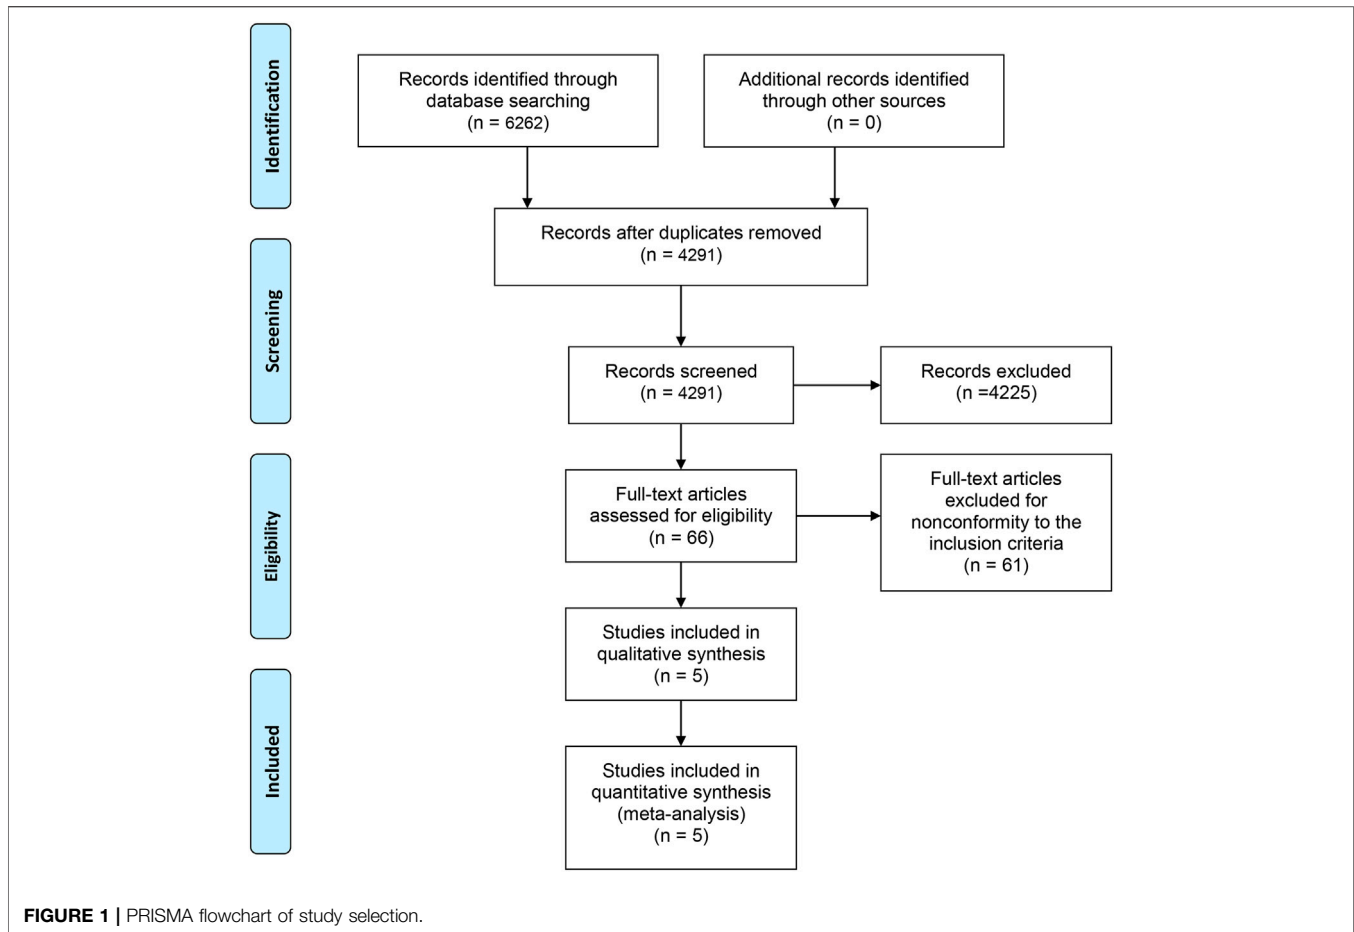 Identification
Records identified through
database searching
(n = 6262)
Additional records identified
through other sources
(n = 0)
Records after duplicates removed
(n = 4291)
Screening
Records screened
(n = 4291)
Records excluded
(n =4225)
Eligibility
Full-text articles
assessed for eligibility
(n = 66)
Full-text articles
excluded for
nonconformity to the
inclusion criteria
(n = 61)
Studies included in
qualitative synthesis
(n = 5)
Included
Studies included in
quantitative synthesis
(meta-analysis)
(n = 5)
FIGURE 1 | PRISMA flowchart of study selection.